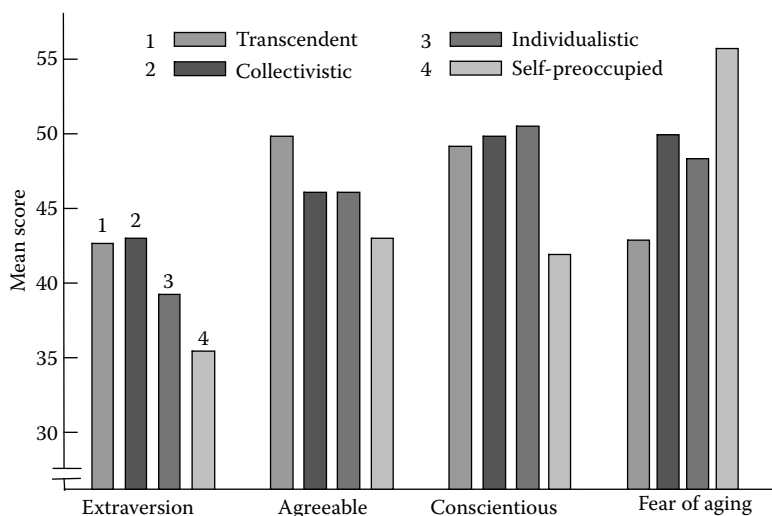 1 Transcendent
2 Collectivistic
3 Individualistic
4 Self-preoccupied
Mean score
55
50
45
40
35
30
1
2
3
4
Extraversion
Agreeable
Conscientious
Fear of aging